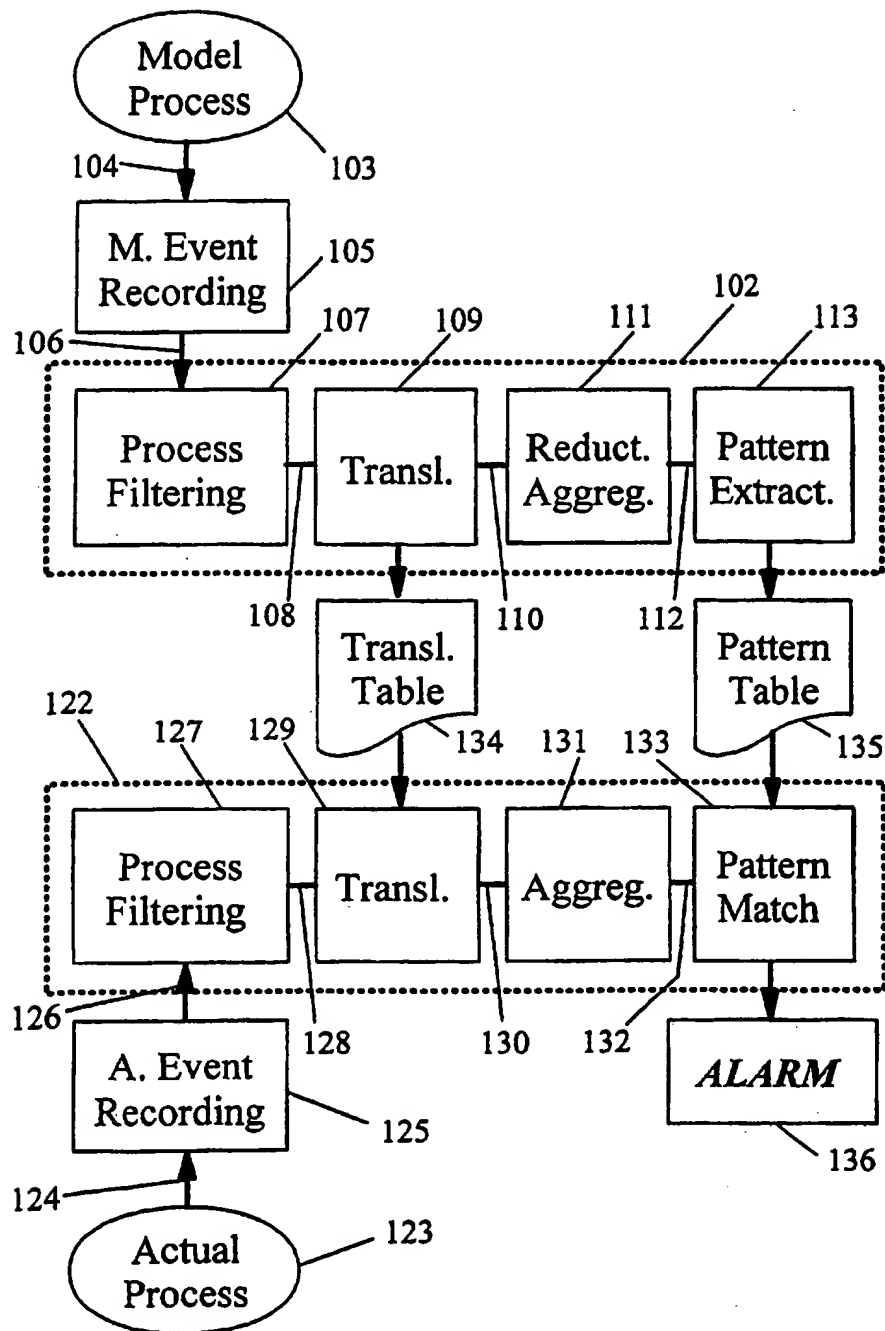 Model
Process
104
103
M. Event
Recording
105
102
106
107
109
111
113
Process
Filtering
Transl.
Reduct.
Aggreg.
Pattern
Extract.
108
110
112
Transl.
Table
Pattern
Table
122
127
129
134
131
133
135
Process
Filtering
Transl.
Aggreg.
Pattern
Match
126
128
130
132
A. Event
Recording
125
ALARM
136
124
Actual
Process
123